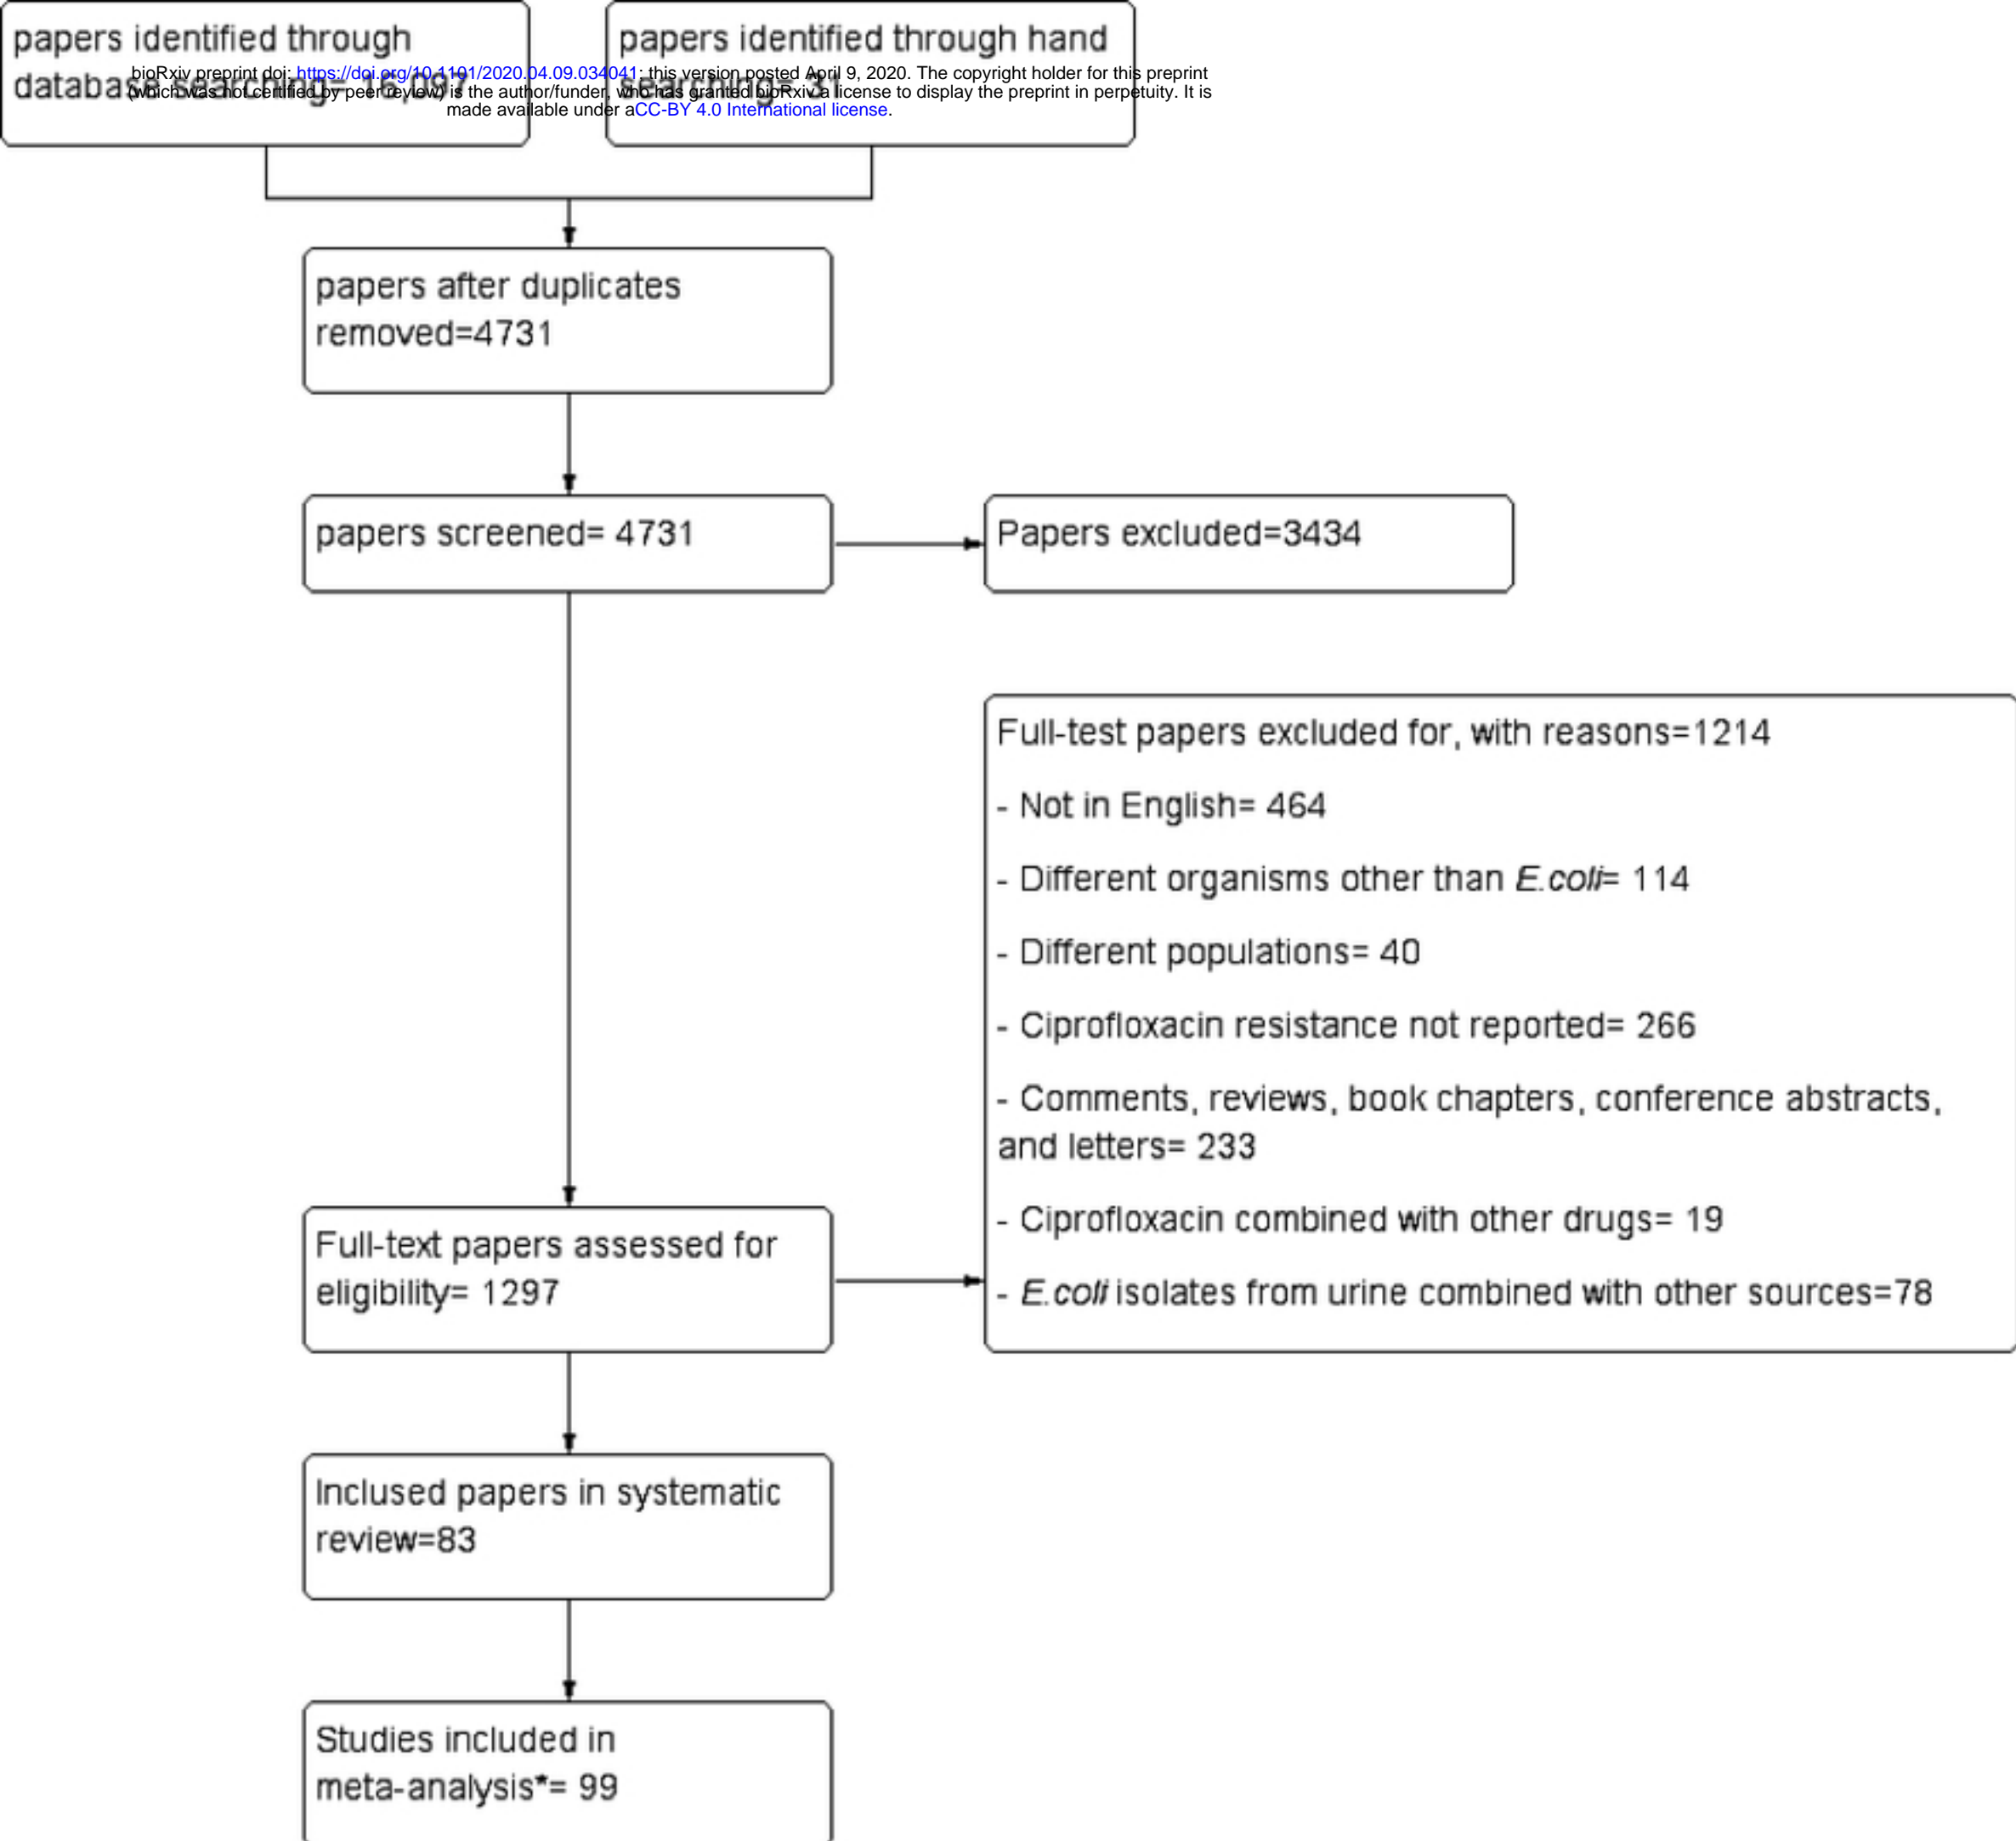 papers identified through
database searching= 16,097
papers identified through hand
searching= 31
bioRxiv preprint doi: https://doi.org/10.1101/2020.04.09.034041; this version posted April 9, 2020. The copyright holder for this preprint
(which was not certified by peer review) is the author/funder, who has granted bioRxiv a license to display the preprint in perpetuity. It is
made available under aCC-BY 4.0 International license.
papers after duplicates
removed=4731
papers screened= 4731
Papers excluded=3434
Full-test papers excluded for, with reasons=1214
- Not in English= 464
- Different organisms other than E.coli= 114
- Different populations= 40
- Ciprofloxacin resistance not reported= 266
- Comments, reviews, book chapters, conference abstracts,
and letters= 233
- Ciprofloxacin combined with other drugs= 19
- E.coli isolates from urine combined with other sources=78
Full-text papers assessed for
eligibility= 1297
Inclused papers in systematic
review=83
Studies included in
meta-analysis*= 99